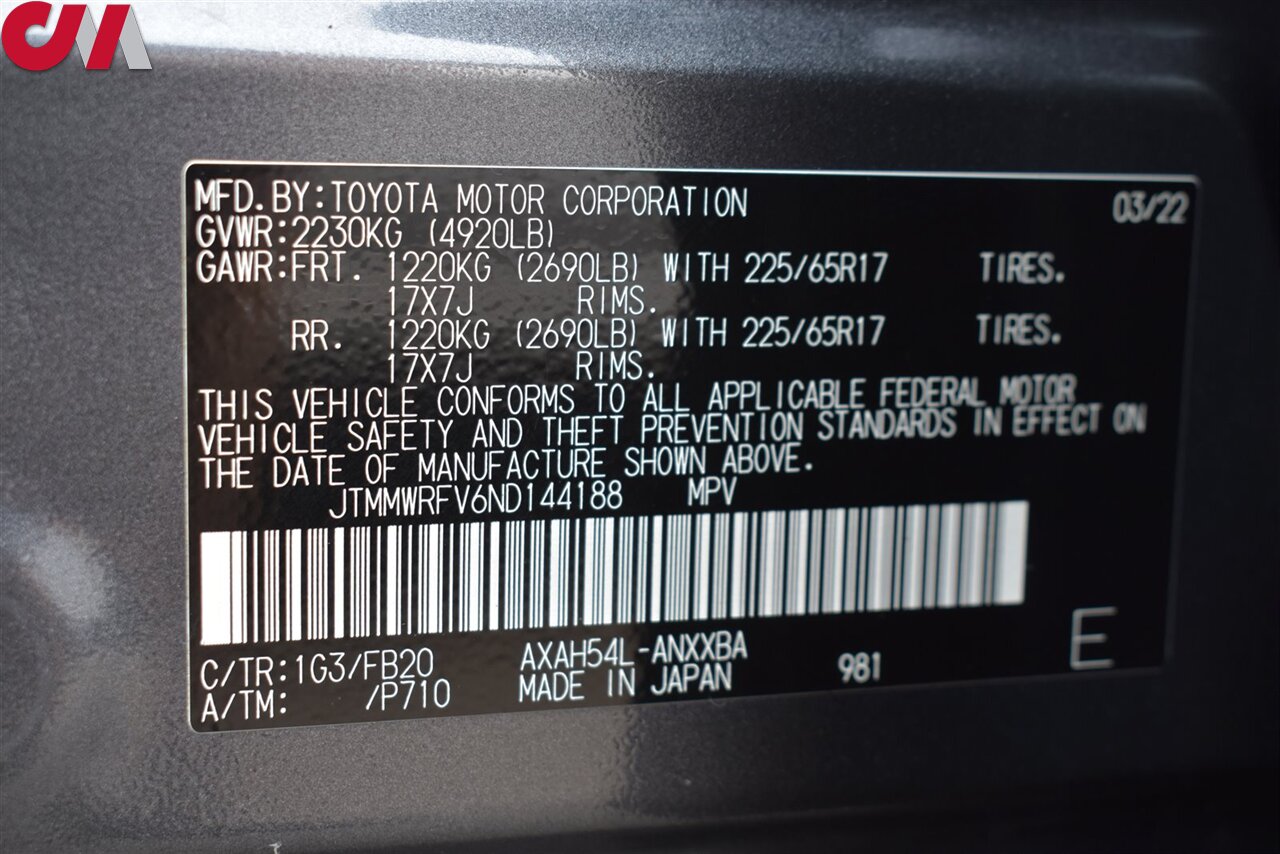 MFD.BY:TOYOTA MOTOR CORPORATION 03/22
GVWR:2230KG (4920LB)
GAWR:FRT. 1220KG (2690LB) WITH 225/65R17 TIRES.
17X7J RIMS.
RR. 1220KG (2690LB) WITH 225/65R17 TIRES.
17X7J RIMS.
THIS VEHICLE CONFORMS TO ALL APPLICABLE FEDERAL MOTOR
VEHICLE SAFETY AND THEFT PREVENTION STANDARDS IN EFFECT ON
THE DATE OF MANUFACTURE SHOWN ABOVE.
JTMMWRFV6ND144188 MPV
C/TR:1G3/FB20 AXAH54L-ANXXBA 981 E
A/TM: /P710 MADE IN JAPAN